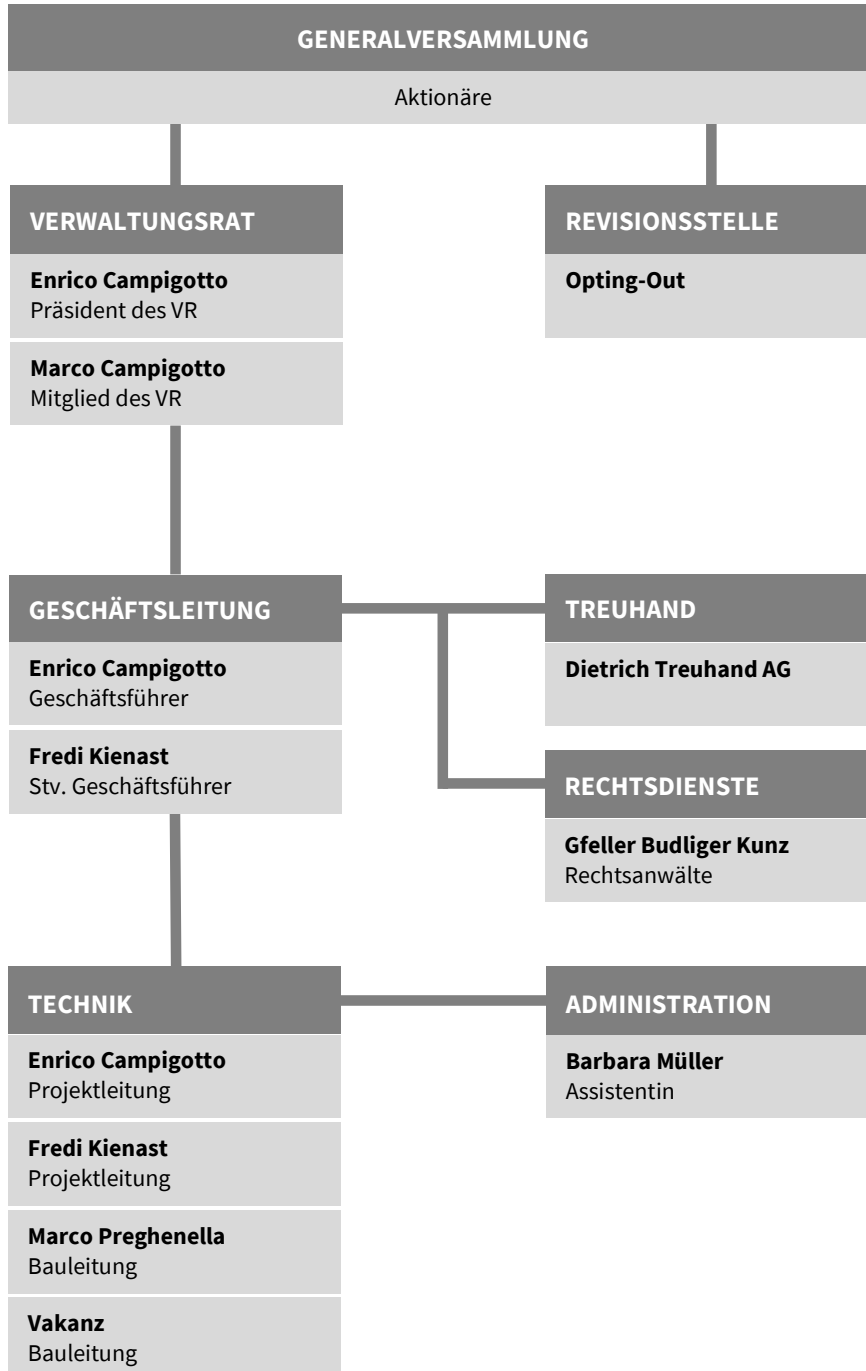 GENERALVERSAMMLUNG
Aktionäre
VERWALTUNGSRAT
Enrico Campigotto
Präsident des VR
Marco Campigotto
Mitglied des VR
REVISIONSSTELLE
Opting-Out
GESCHÄFTSLEITUNG
Enrico Campigotto
Geschäftsführer
Fredi Kienast
Stv. Geschäftsführer
TREUHAND
Dietrich Treuhand AG
RECHTSDIENSTE
Gfeller Budliger Kunz
Rechtsanwälte
TECHNIK
Enrico Campigotto
Projektleitung
Fredi Kienast
Projektleitung
Marco Preghenella
Bauleitung
Vakanz
Bauleitung
ADMINISTRATION
Barbara Müller
Assistentin